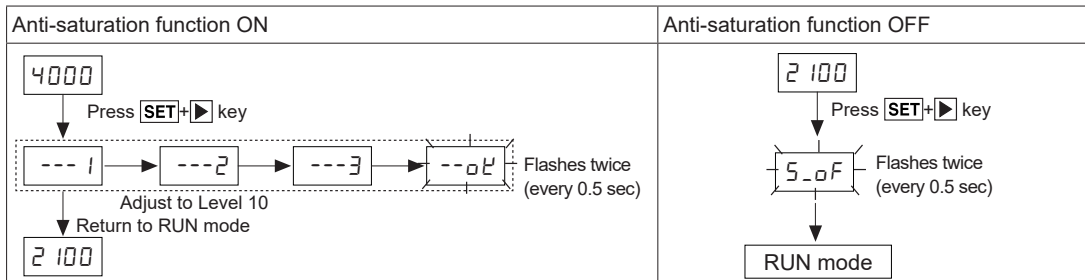 Anti-saturation function ON
4000
Press SET+▶ key
---1
---2
---3
--oK
Flashes twice
(every 0.5 sec)
Adjust to Level 10
Return to RUN mode
2100
Anti-saturation function OFF
2100
Press SET+▶ key
S_oF
Flashes twice
(every 0.5 sec)
RUN mode